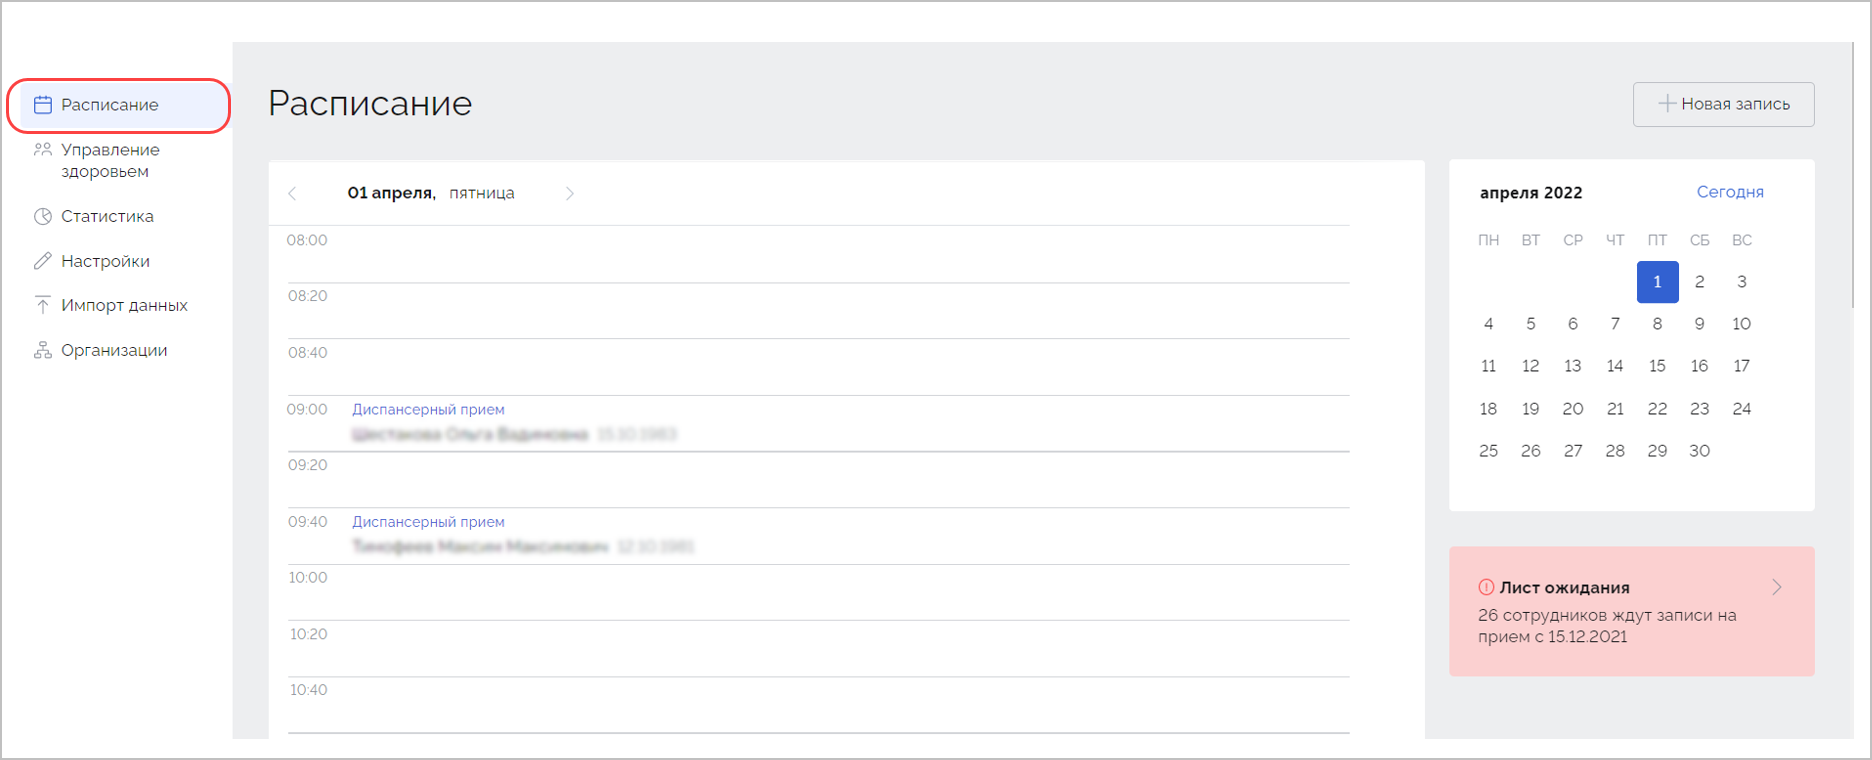 Расписание
Управление
здоровьем
Статистика
Настройки
Импорт данных
Организации
Расписание
Новая запись
01 апреля, пятница
08:00
08:20
08:40
09:00 Диспансерный прием
09:20
09:40 Диспансерный прием
10:00
10:20
10:40
апреля 2022 Сегодня
ПН ВТ СР ЧТ ПТ СБ ВС
1 2 3
4 5 6 7 8 9 10
11 12 13 14 15 16 17
18 19 20 21 22 23 24
25 26 27 28 29 30
Лист ожидания
26 сотрудников ждут записи на
прием с 15.12.2021